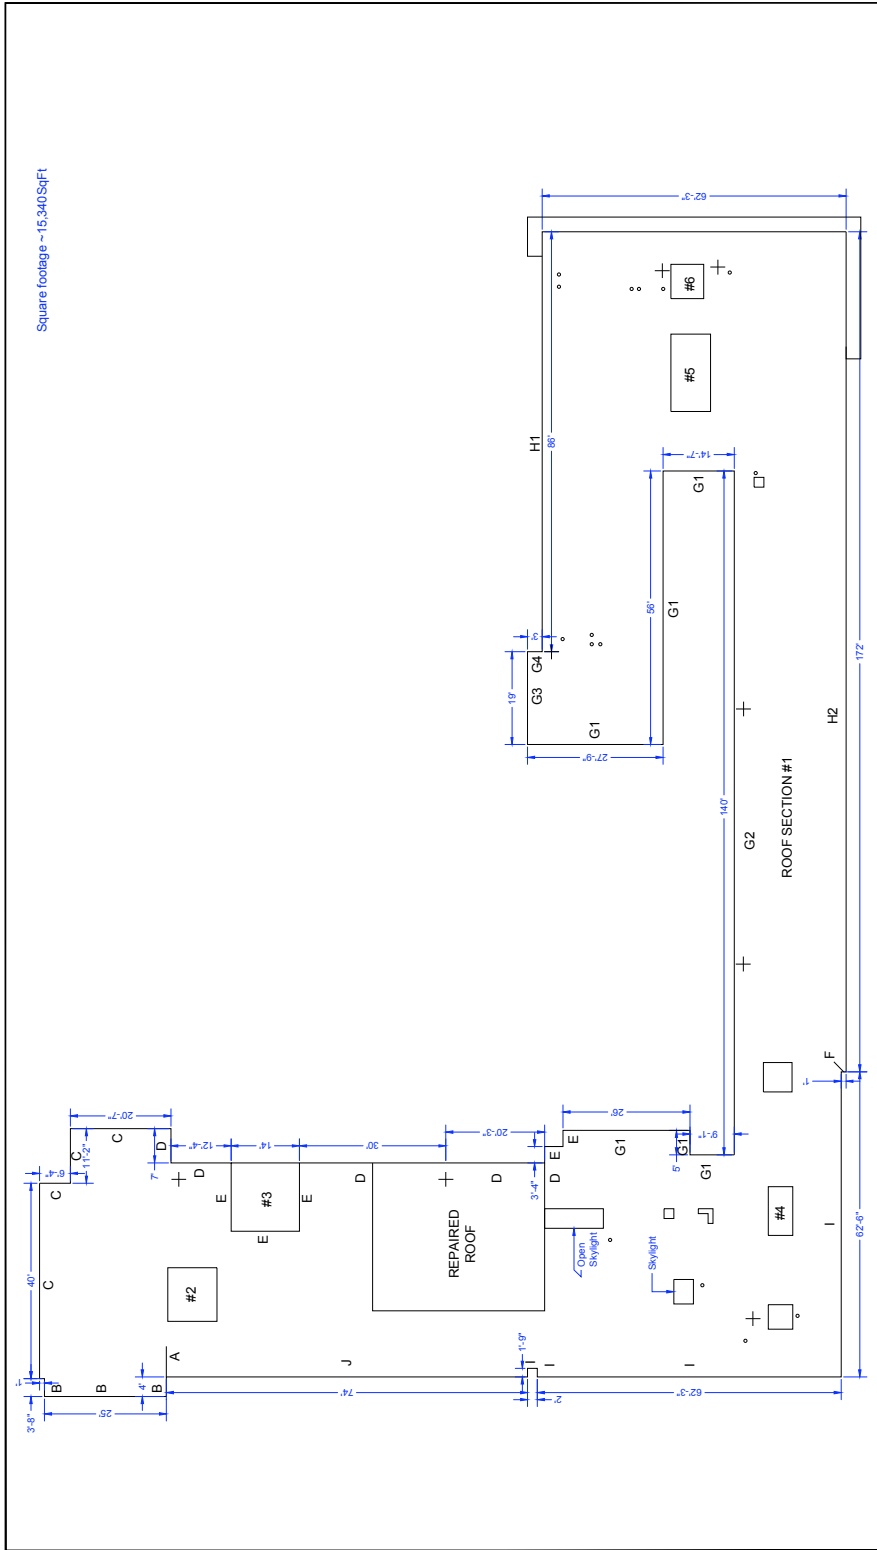 Square footage ~15,340SqFt
62'-3"
#6
#5
H1
86'
14'-7"
G1
56'
G1
3'
G4
G3
19'
G1
27'-9"
172'
H2
G2
140'
ROOF SECTION #1
F
1'
20'-7"
C
C
11'-2"
6'-4"
C
D
7'
12'-4"
14'
30'
20'-3"
26'
9'-1"
E
E
G1
G1
5'
G1
3'-4"
D
D
D
D
E
E
#3
E
C
40'
REPAIRED
ROOF
Open
Skylight
Skylight
#4
I
62'-6"
#2
A
J
1'-9"
I
I
I
1'
B
B
B
4'
3'-8"
25'
74'
2'
62'-3"